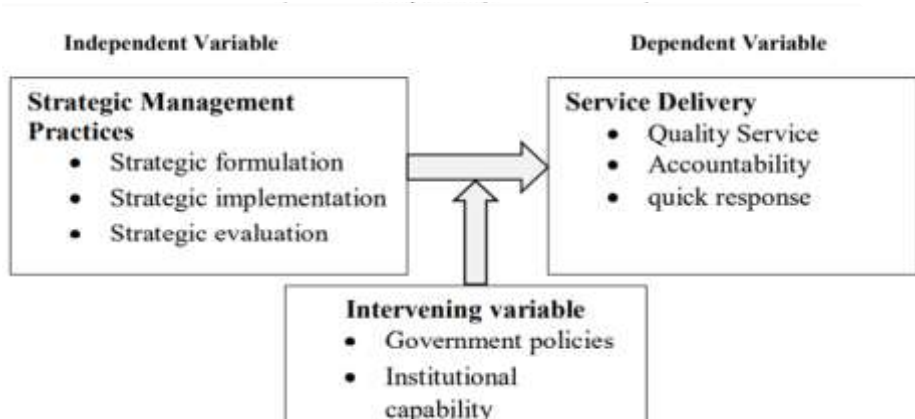 Independent Variable
Dependent Variable
Strategic Management
Practices
• Strategic formulation
• Strategic implementation
• Strategic evaluation
Service Delivery
• Quality Service
• Accountability
• quick response
Intervening variable
• Government policies
• Institutional
capability